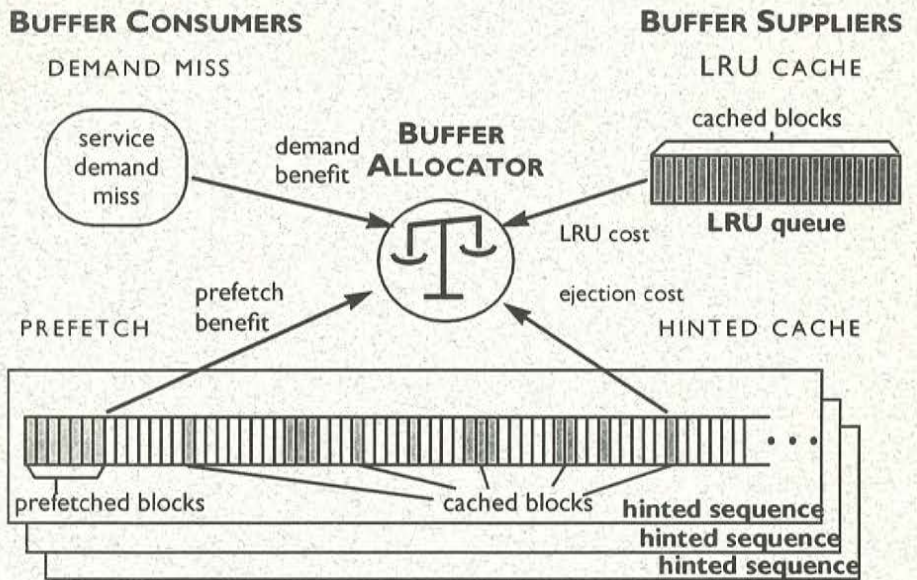 BUFFER CONSUMERS
DEMAND MISS
service
demand
miss
demand
benefit
BUFFER
ALLOCATOR
BUFFER SUPPLIERS
LRU CACHE
cached blocks
LRU queue
LRU cost
prefetch
benefit
ejection cost
PREFETCH
HINTED CACHE
. . .
prefetched blocks
cached blocks
hinted sequence
hinted sequence
hinted sequence